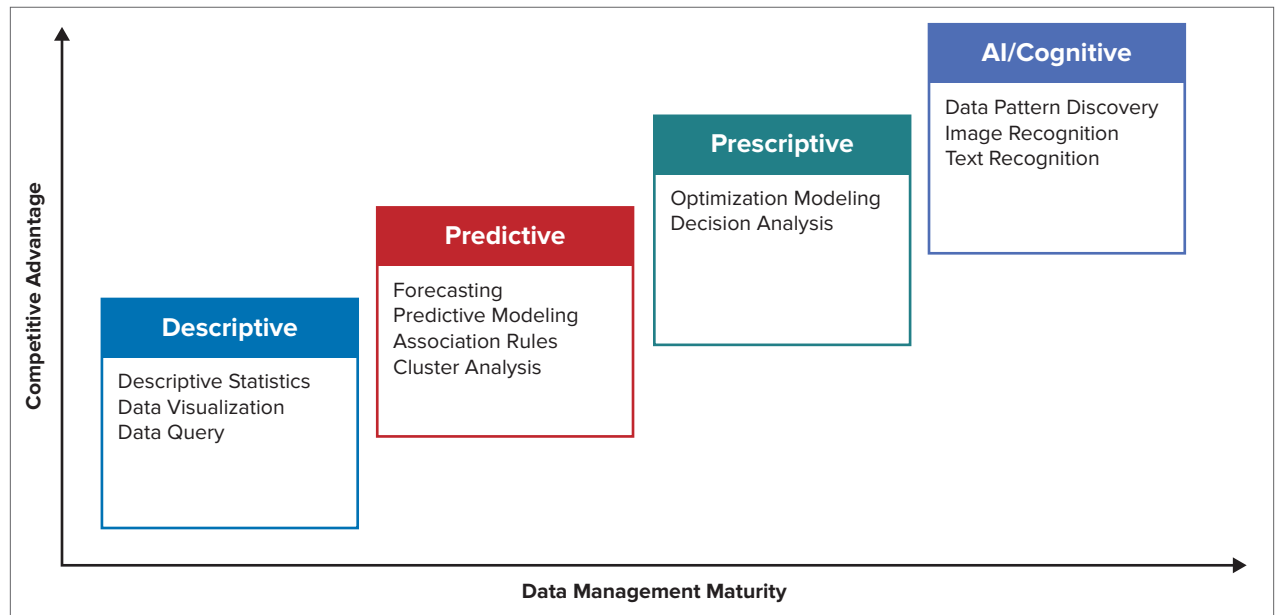 Competitive Advantage
Descriptive
Descriptive Statistics
Data Visualization
Data Query
Predictive
Forecasting
Predictive Modeling
Association Rules
Cluster Analysis
Prescriptive
Optimization Modeling
Decision Analysis
AI/Cognitive
Data Pattern Discovery
Image Recognition
Text Recognition
Data Management Maturity